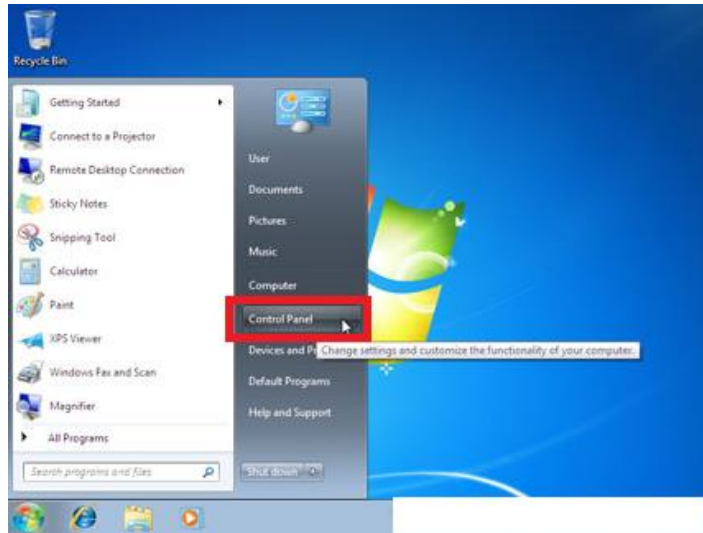 Recycle Bin
Getting Started
Connect to a Projector
Remote Desktop Connection
Sticky Notes
Snipping Tool
Calculator
Paint
XPS Viewer
Windows Fax and Scan
Magnifier
All Programs
Search programs and files
User
Documents
Pictures
Music
Computer
Control Panel
Devices and P
Change settings and customize the functionality of your computer.
Default Programs
Help and Support
Shut down